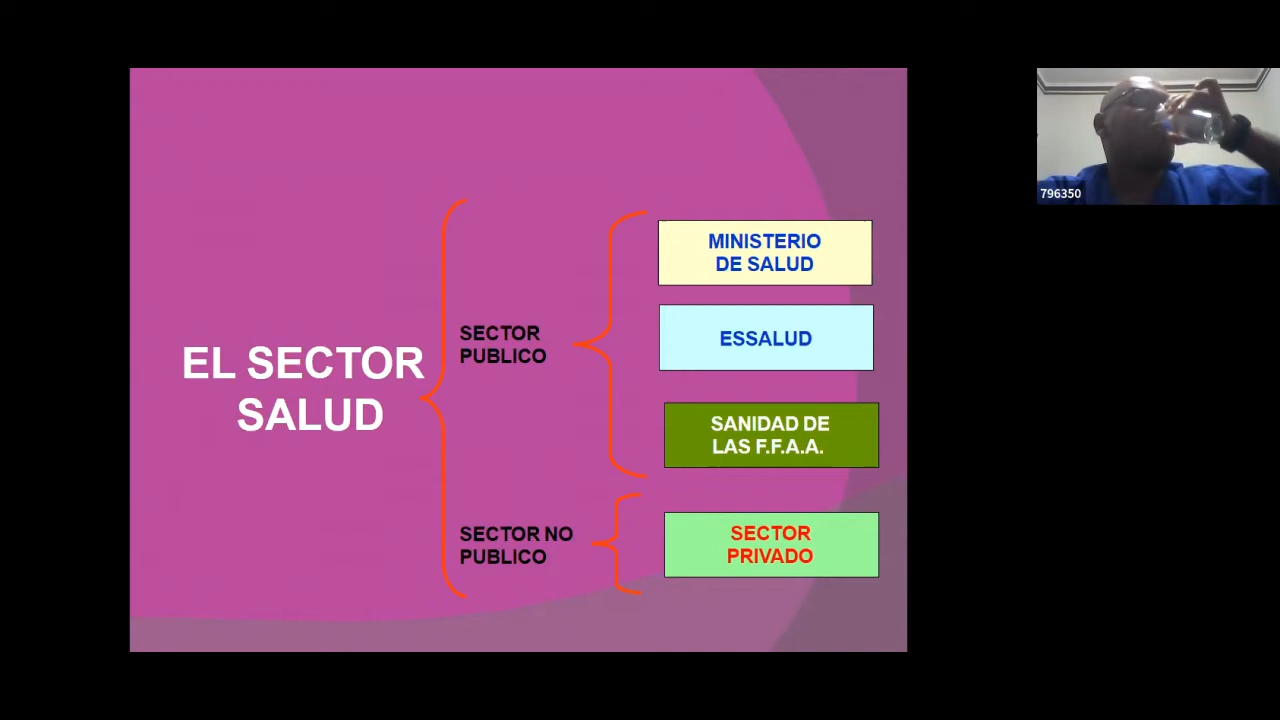 EL SECTOR
SALUD
SECTOR
PUBLICO
MINISTERIO
DE SALUD
ESSALUD
SANIDAD DE
LAS F.F.A.A.
SECTOR NO
PUBLICO
SECTOR
PRIVADO
796350